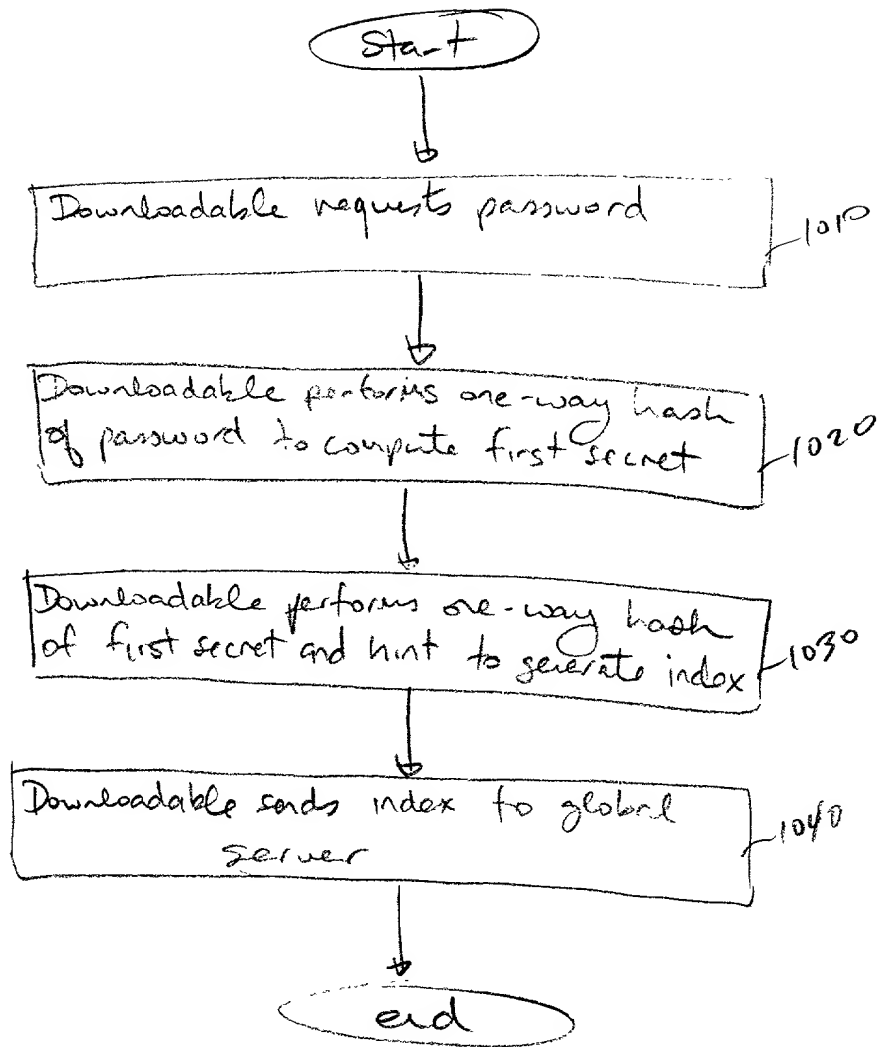 Start
Downloadable requests password
1010
Downloadable performs one-way hash
of password to compute first secret
1020
Downloadable performs one-way hash
of first secret and hint to generate index
1030
Downloadable sends index to global
server
1040
end